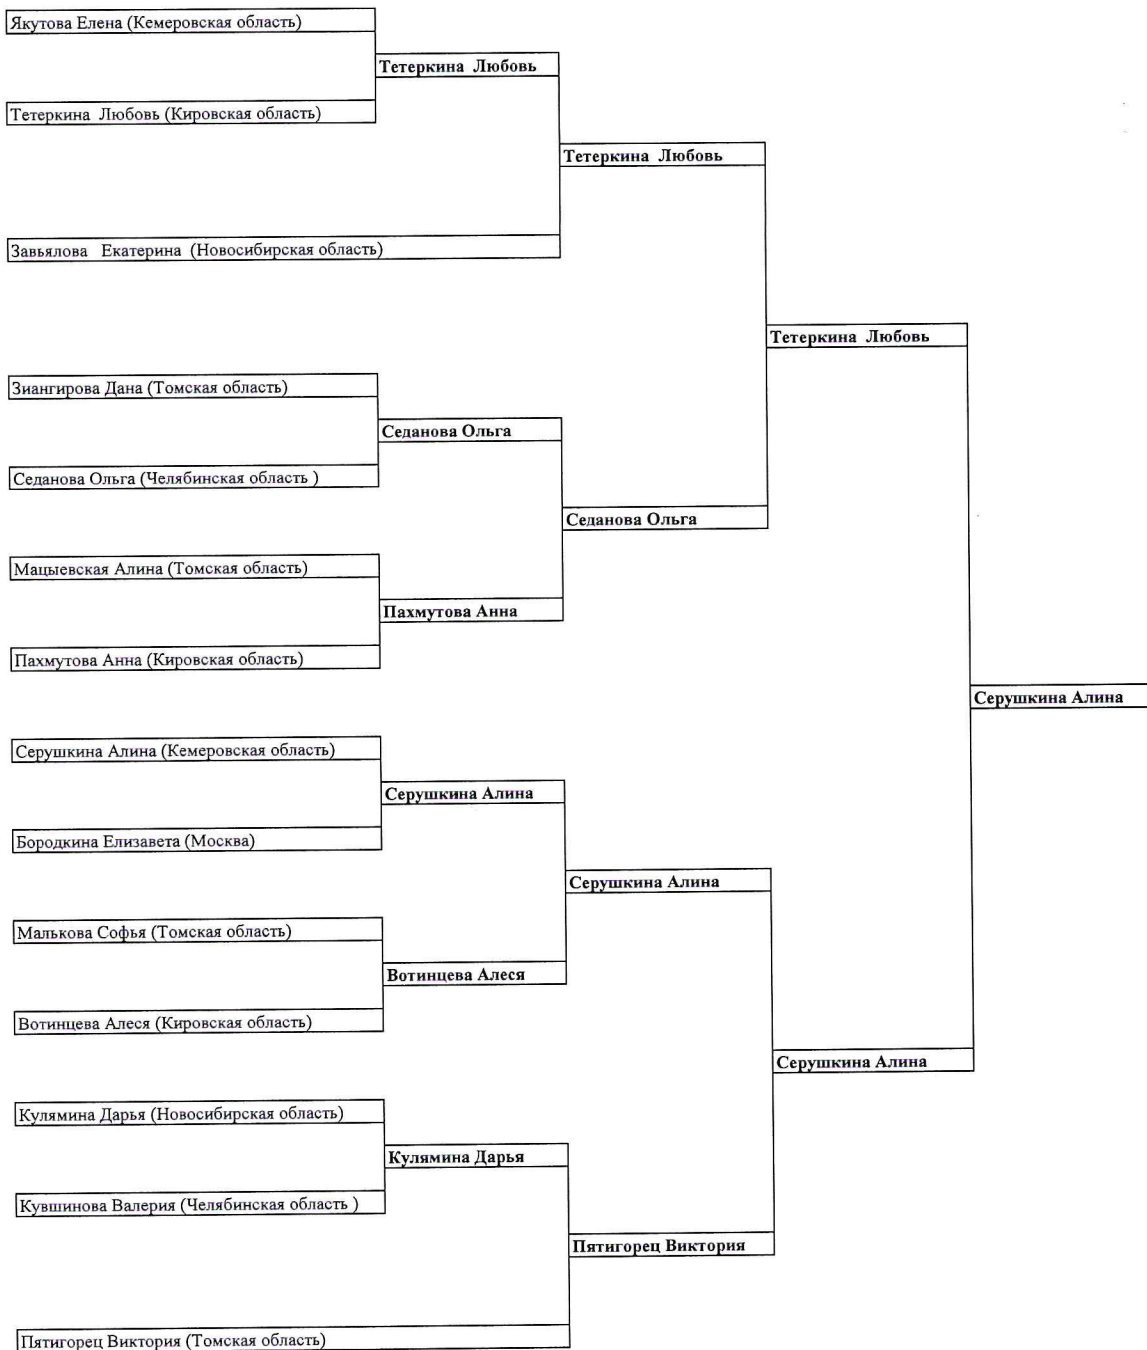 Якутова Елена (Кемеровская область)
Тетеркина Любовь
Тетеркина Любовь (Кировская область)
Тетеркина Любовь
Завьялова Екатерина (Новосибирская область)
Тетеркина Любовь
Зиангирова Дана (Томская область)
Седанова Ольга
Седанова Ольга (Челябинская область )
Седанова Ольга
Мацыевская Алина (Томская область)
Пахмутова Анна
Пахмутова Анна (Кировская область)
Серушкина Алина
Серушкина Алина (Кемеровская область)
Серушкина Алина
Бородкина Елизавета (Москва)
Серушкина Алина
Малькова Софья (Томская область)
Вотинцева Алеся
Вотинцева Алеся (Кировская область)
Серушкина Алина
Кулямина Дарья (Новосибирская область)
Кулямина Дарья
Кувшинова Валерия (Челябинская область )
Пятигорец Виктория
Пятигорец Виктория (Томская область)